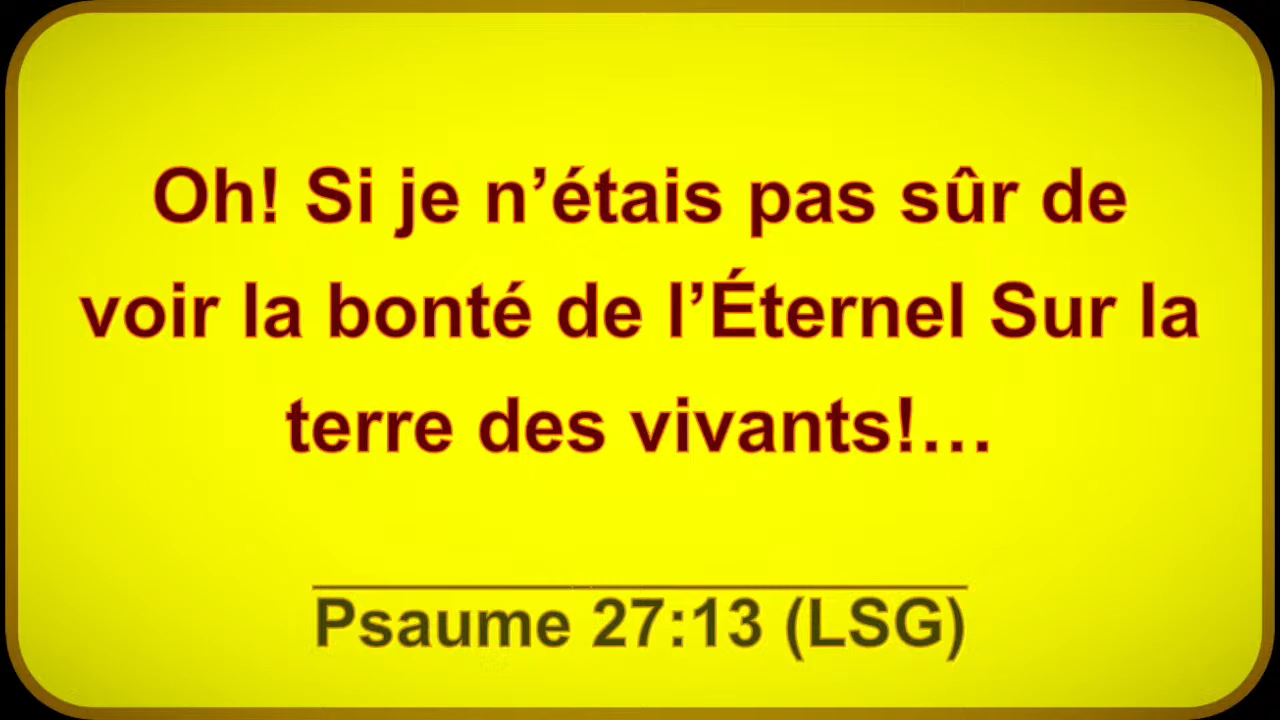 Oh! Si je n’étais pas sûr de
voir la bonté de l’Éternel Sur la
terre des vivants!…
Psaume 27:13 (LSG)